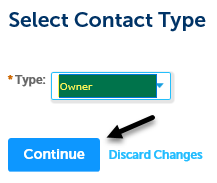 Select Contact Type
* Type: Owner
Continue Discard Changes